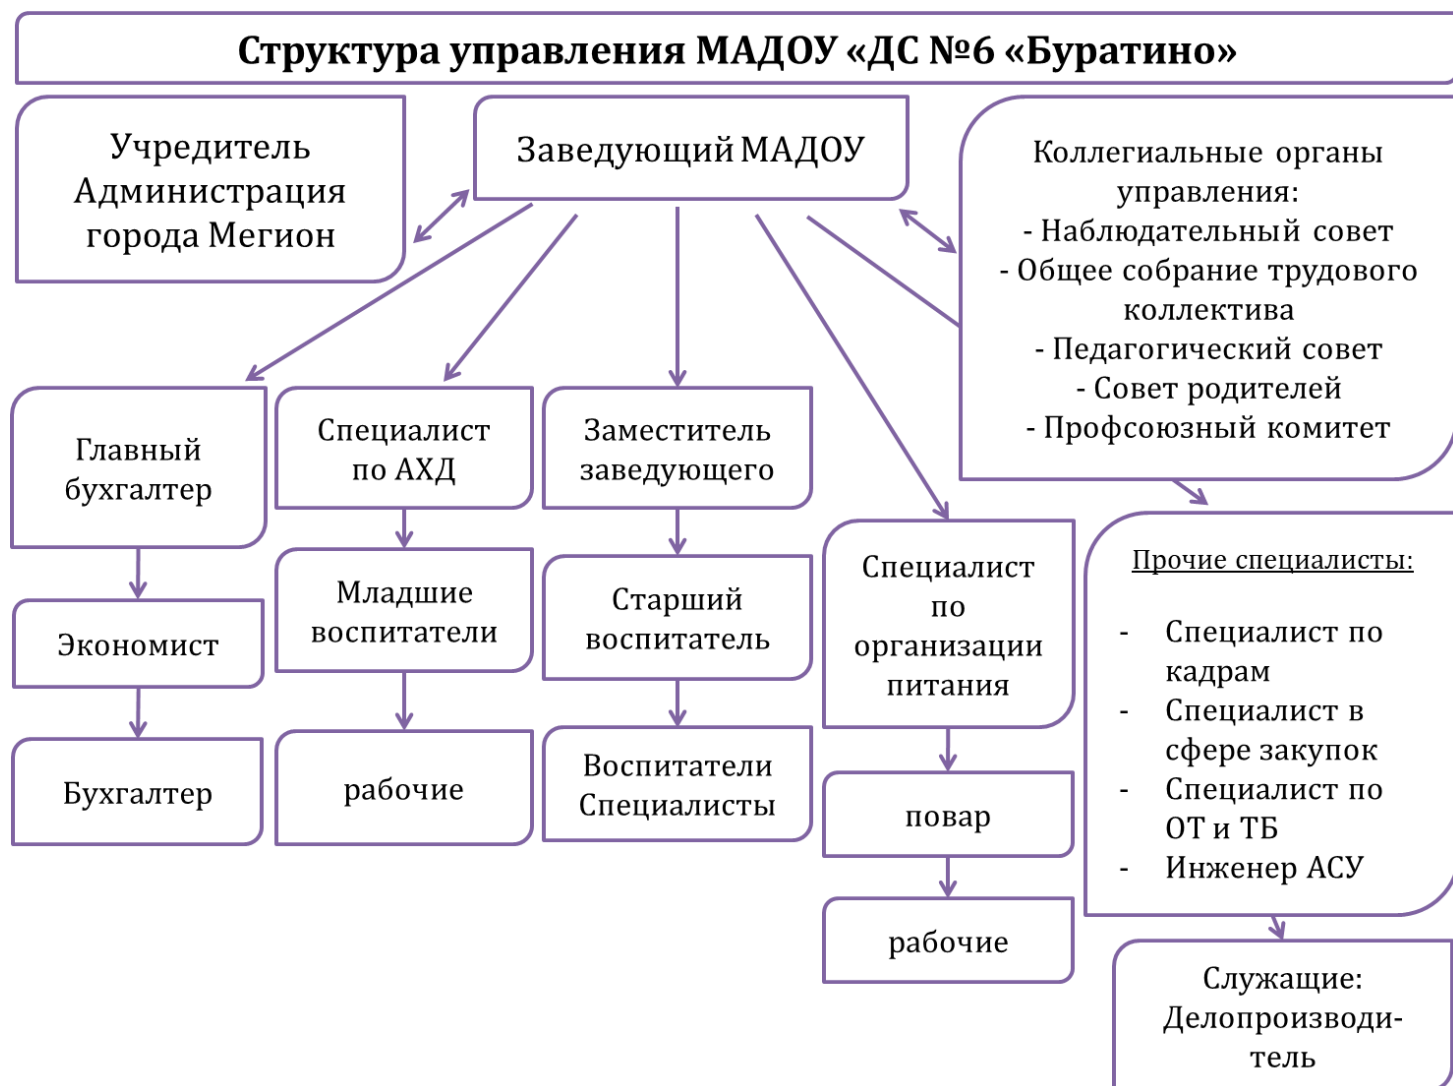 Структура управления МАДОУ «ДС №6 «Буратино»
Учредитель
Администрация
города Мегион
Заведующий МАДОУ
Коллегиальные органы
управления:
- Наблюдательный совет
- Общее собрание трудового
коллектива
- Педагогический совет
- Совет родителей
- Профсоюзный комитет
Главный
бухгалтер
Экономист
Бухгалтер
Специалист
по АХД
Младшие
воспитатели
рабочие
Заместитель
заведующего
Старший
воспитатель
Воспитатели
Специалисты
Специалист
по
организации
питания
повар
рабочие
Прочие специалисты:
- Специалист по
кадрам
- Специалист в
сфере закупок
- Специалист по
ОТ и ТБ
- Инженер АСУ
Служащие:
Делопроизводи-
тель